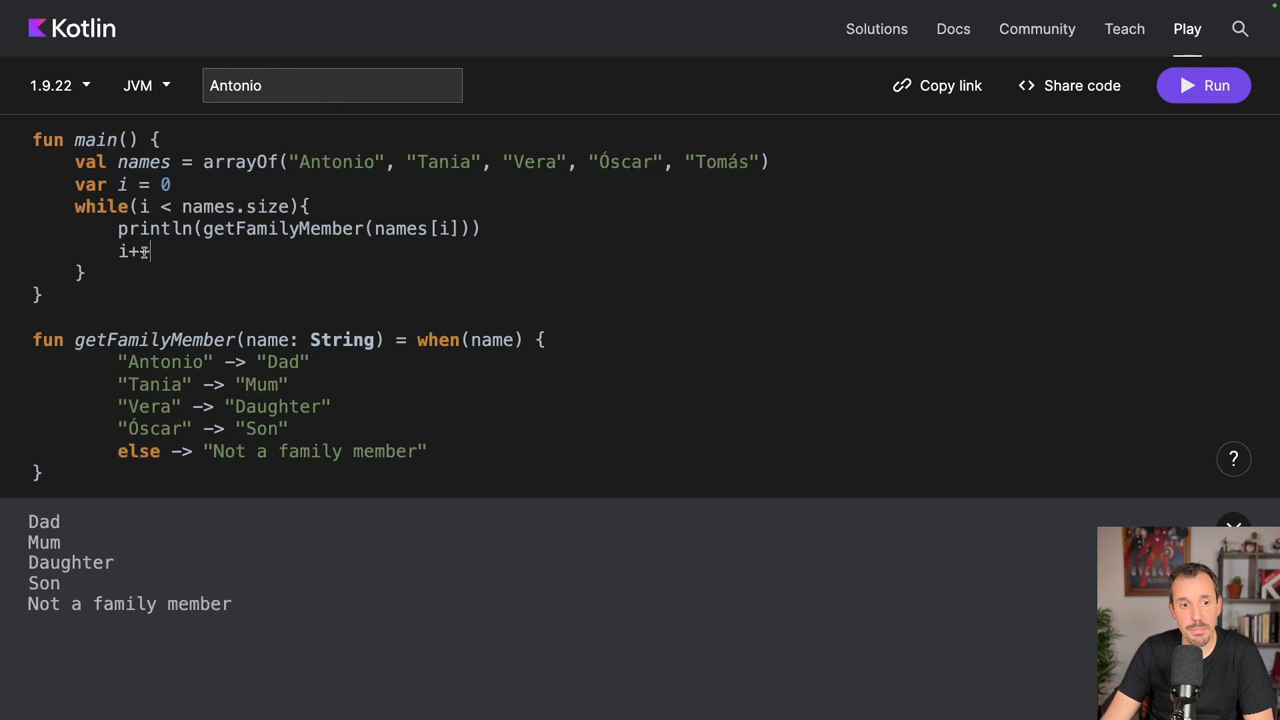 Kotlin
Solutions Docs Community Teach Play
1.9.22 JVM Antonio Copy link Share code Run
fun main() {
val names = arrayOf("Antonio", "Tania", "Vera", "Óscar", "Tomás")
var i = 0
while(i < names.size){
println(getFamilyMember(names[i]))
i++
}
}
fun getFamilyMember(name: String) = when(name) {
"Antonio" -> "Dad"
"Tania" -> "Mum"
"Vera" -> "Daughter"
"Óscar" -> "Son"
else -> "Not a family member"
}
?
Dad
Mum
Daughter
Son
Not a family member